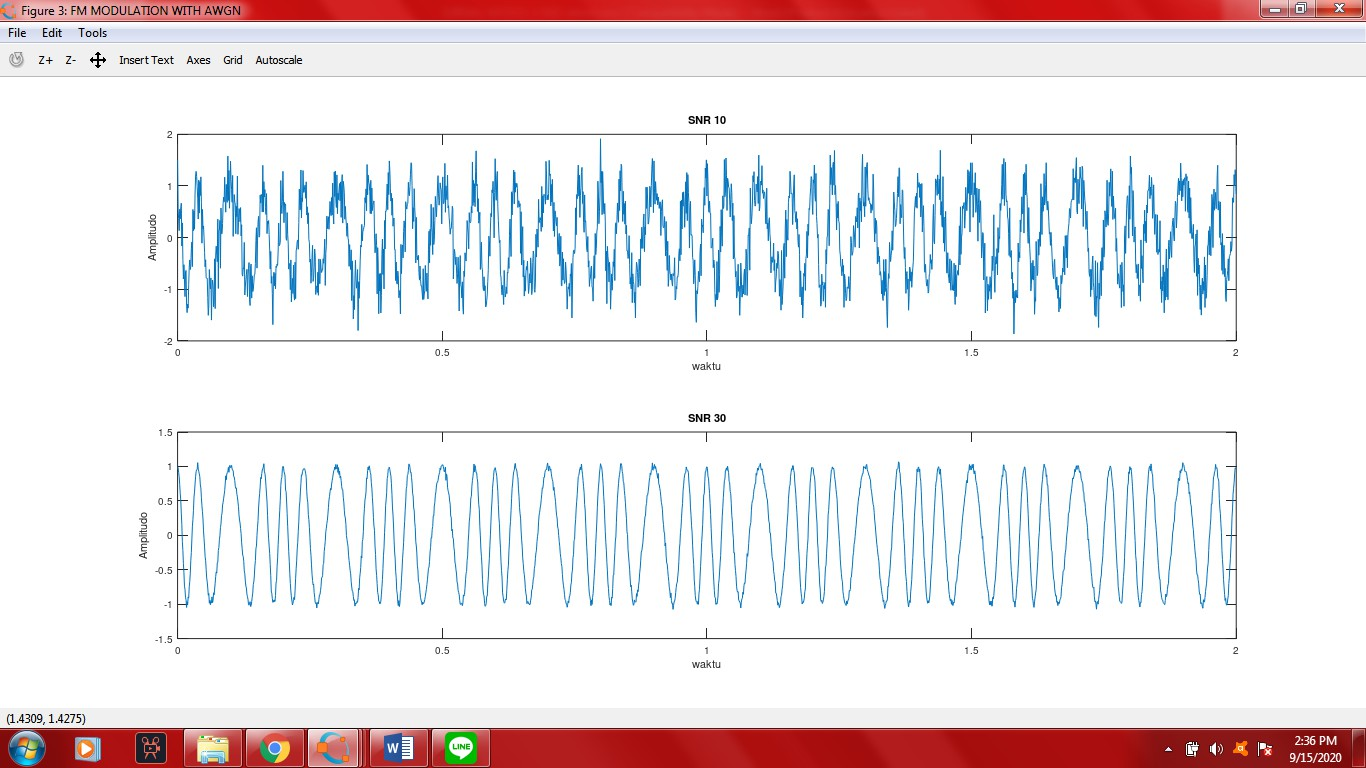 Figure 3: FM MODULATION WITH AWGN
File Edit Tools
Z+ Z- Insert Text Axes Grid Autoscale
SNR 10
2
1
0
-1
-2
Amplitudo
0 0.5 1 1.5 2
waktu
SNR 30
1.5
1
0.5
0
-0.5
-1
-1.5
Amplitudo
0 0.5 1 1.5 2
waktu
(1.4309, 1.4275)
W
LINE
2:36 PM
9/15/2020